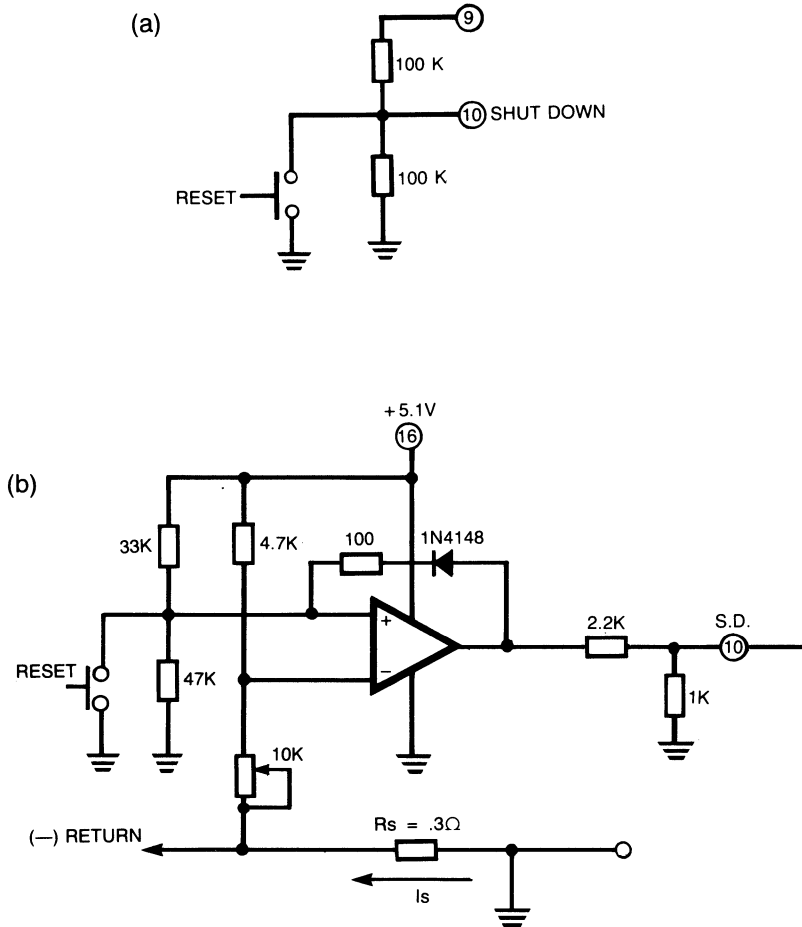 (a)
9
100 K
10 SHUT DOWN
100 K
RESET
+5.1V
16
(b)
33K
4.7K
100
1N4148
+
−
2.2K
S.D.
10
RESET
47K
1K
10K
(—) RETURN
Rs = .3Ω
Is